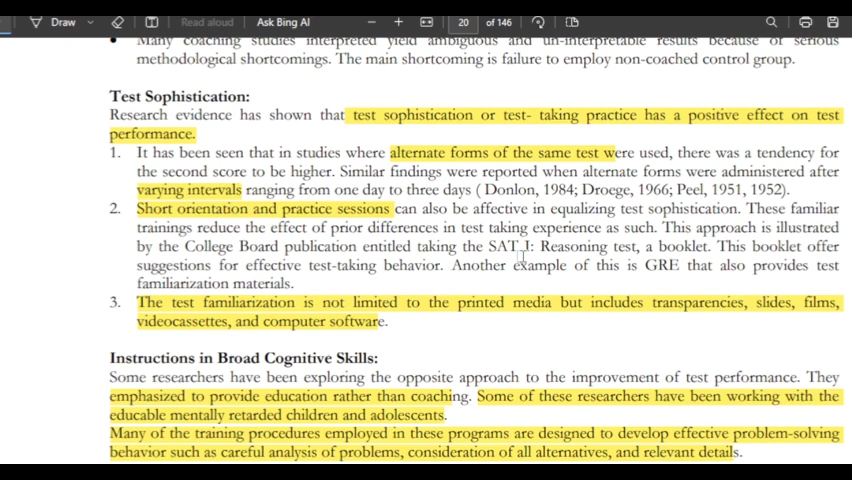 Draw
Read aloud
Ask Bing AI
20
of 146
Many coaching studies interpreted yield ambiguous and un-interpretable results because of serious
methodological shortcomings. The main shortcoming is failure to employ non-coached control group.
Test Sophistication:
Research evidence has shown that test sophistication or test- taking practice has a positive effect on test
performance.
1. It has been seen that in studies where alternate forms of the same test were used, there was a tendency for
the second score to be higher. Similar findings were reported when alternate forms were administered after
varying intervals ranging from one day to three days ( Donlon, 1984; Droege, 1966; Peel, 1951, 1952).
2. Short orientation and practice sessions can also be affective in equalizing test sophistication. These familiar
trainings reduce the effect of prior differences in test taking experience as such. This approach is illustrated
by the College Board publication entitled taking the SAT I: Reasoning test, a booklet. This booklet offer
suggestions for effective test-taking behavior. Another example of this is GRE that also provides test
familiarization materials.
3. The test familiarization is not limited to the printed media but includes transparencies, slides, films,
videocassettes, and computer software.
Instructions in Broad Cognitive Skills:
Some researchers have been exploring the opposite approach to the improvement of test performance. They
emphasized to provide education rather than coaching. Some of these researchers have been working with the
educable mentally retarded children and adolescents.
Many of the training procedures employed in these programs are designed to develop effective problem-solving
behavior such as careful analysis of problems, consideration of all alternatives, and relevant details.